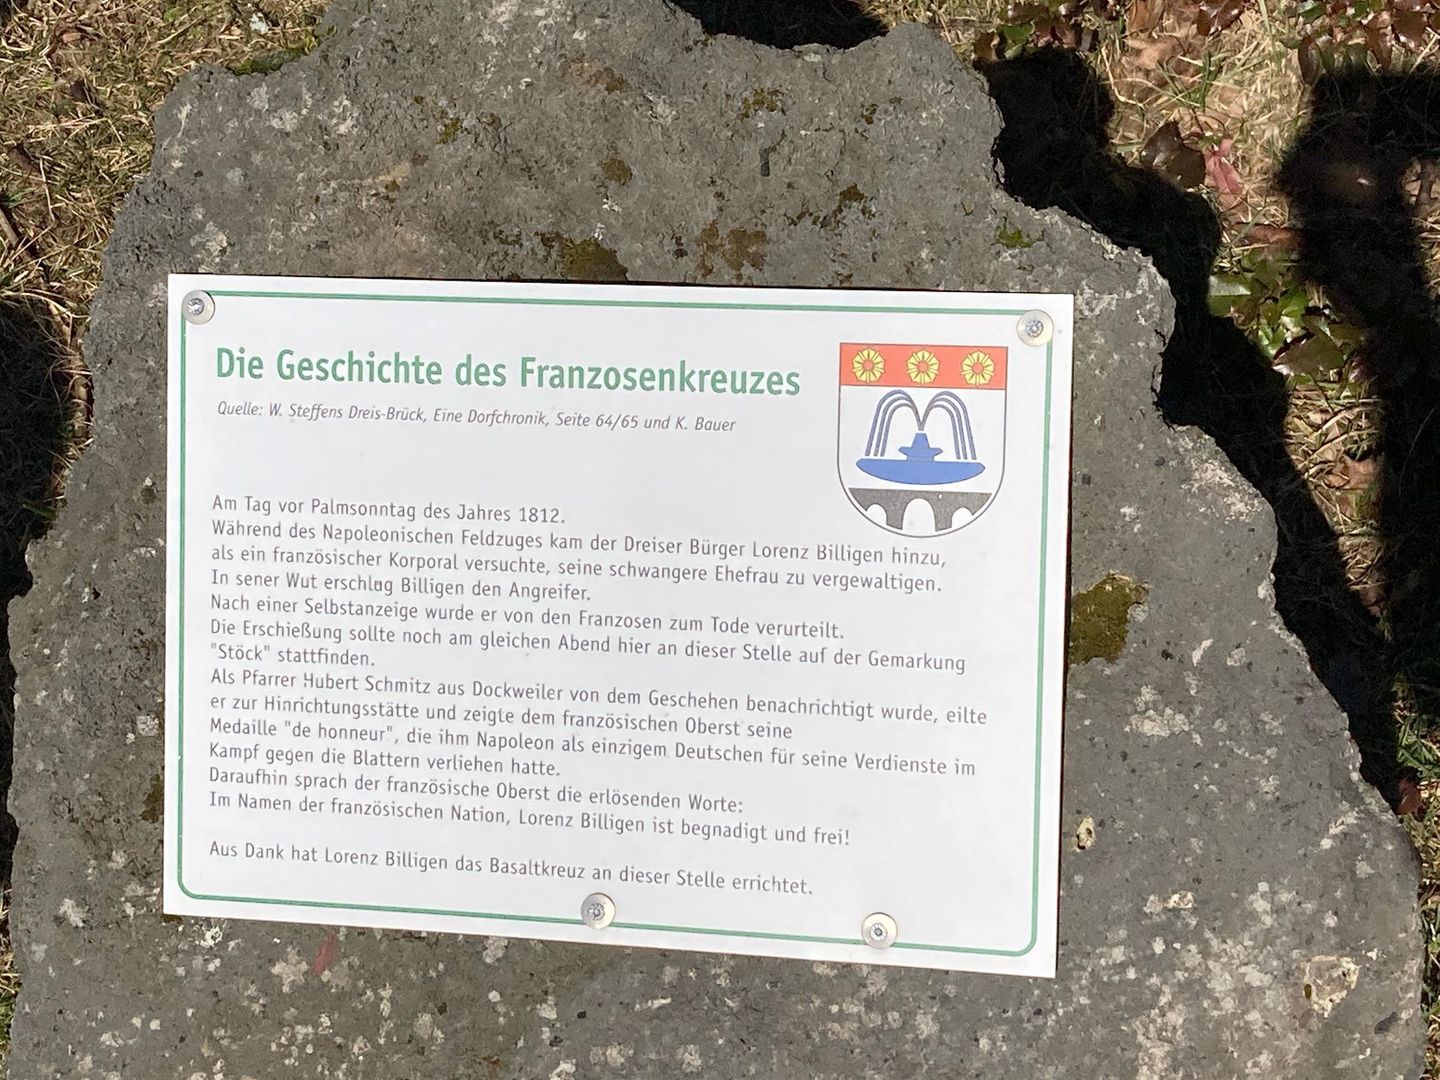 Die Geschichte des Franzosenkreuzes
Quelle: W. Steffens Dreis-Brück, Eine Dorfchronik, Seite 64/65 und K. Bauer
Am Tag vor Palmsonntag des Jahres 1812.
Während des Napoleonischen Feldzuges kam der Dreiser Bürger Lorenz Billigen hinzu,
als ein französischer Korporal versuchte, seine schwangere Ehefrau zu vergewaltigen.
In sener Wut erschlug Billigen den Angreifer.
Nach einer Selbstanzeige wurde er von den Franzosen zum Tode verurteilt.
Die Erschießung sollte noch am gleichen Abend hier an dieser Stelle auf der Gemarkung
"Stöck" stattfinden.
Als Pfarrer Hubert Schmitz aus Dockweiler von dem Geschehen benachrichtigt wurde, eilte
er zur Hinrichtungsstätte und zeigte dem französischen Oberst seine
Medaille "de honneur", die ihm Napoleon als einzigem Deutschen für seine Verdienste im
Kampf gegen die Blattern verliehen hatte.
Daraufhin sprach der französische Oberst die erlösenden Worte:
Im Namen der französischen Nation, Lorenz Billigen ist begnadigt und frei!
Aus Dank hat Lorenz Billigen das Basaltkreuz an dieser Stelle errichtet.